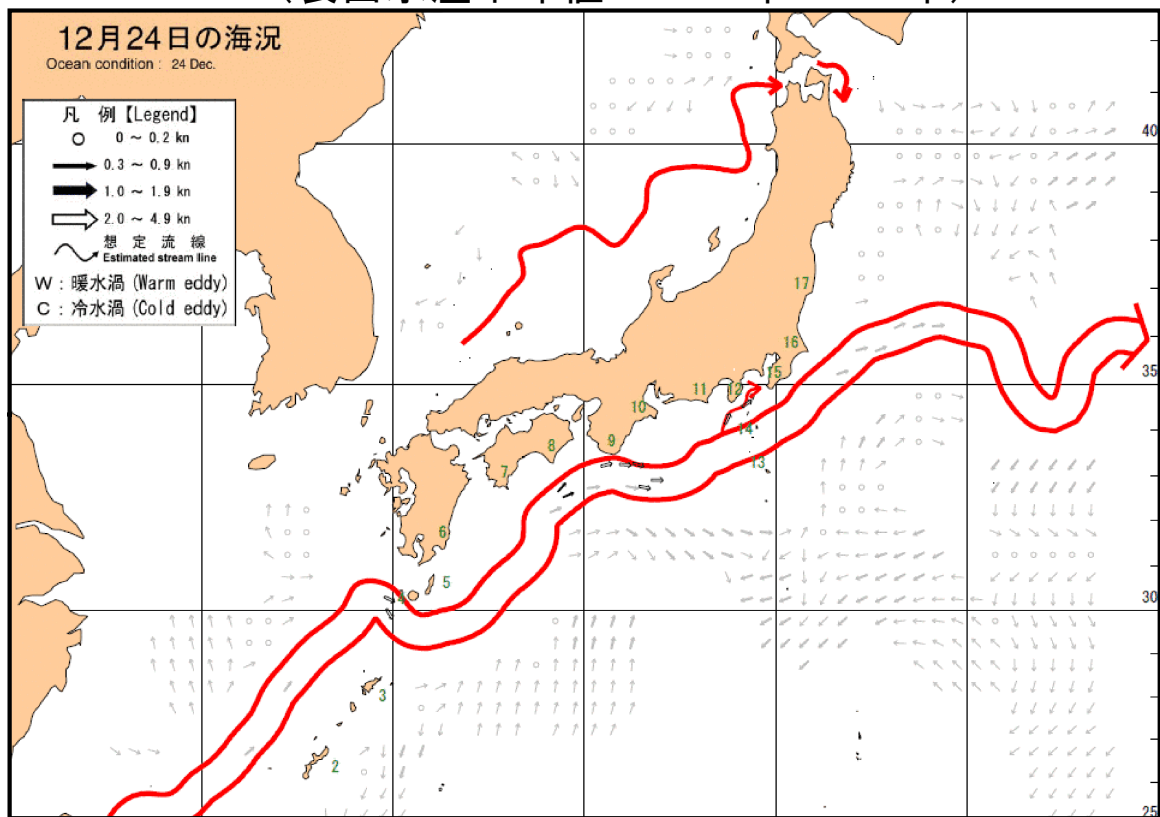 12月24日の海況
Ocean condition : 24 Dec.
凡 例【Legend】
0 ～ 0.2 kn
0.3 ～ 0.9 kn
1.0 ～ 1.9 kn
2.0 ～ 4.9 kn
想 定 流 線
Estimated stream line
W : 暖水渦 (Warm eddy)
C : 冷水渦 (Cold eddy)
40
17
16
35
15
12
11
10
14
9
8
13
7
6
5
4
30
3
2
25